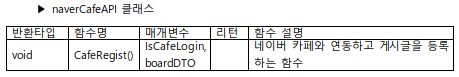 ▶ naverCafeAPI 클래스
반환타입 함수명 매개변수 리턴 함수 설명
void CafeRegist() IsCafeLogin, boardDTO 네이버 카페와 연동하고 게시글을 등록
하는 함수